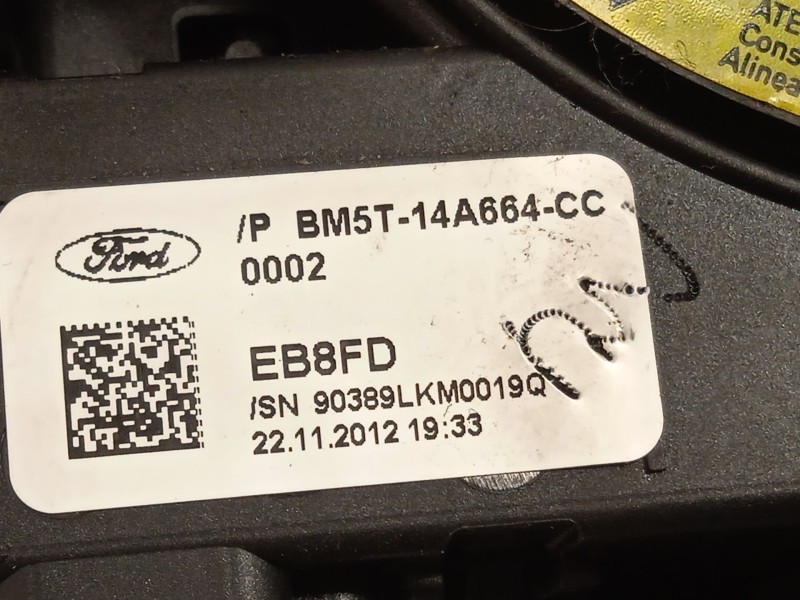 ATE
Cons
Alinea
Ford
/P BM5T-14A664-CC
0002
EB8FD
/SN 90389LKM0019Q
22.11.2012 19:33